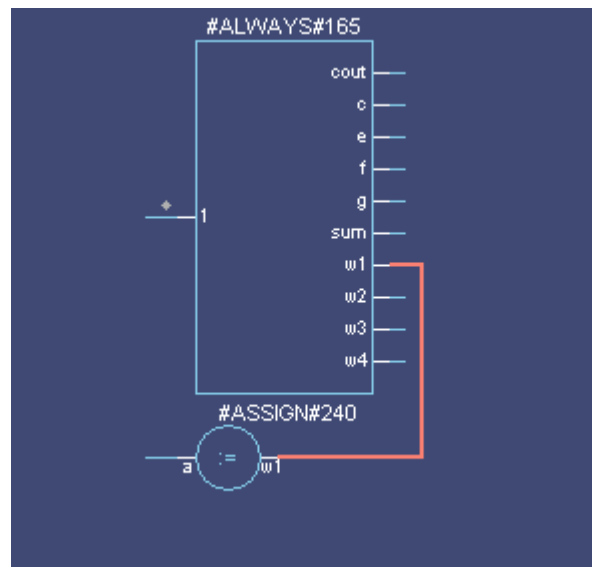 #ALWAYS#165
cout
c
e
f
g
1
sum
w1
w2
w3
w4
#ASSIGN#240
a := w1